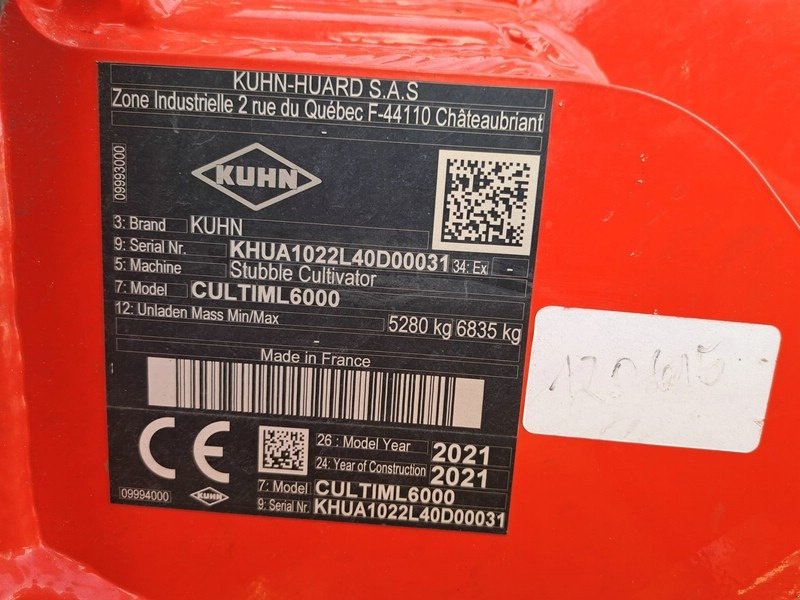 KUHN-HUARD S.A.S
Zone Industrielle 2 rue du Québec F-44110 Châteaubriant
-
09993000
KUHN
3: Brand KUHN
9: Serial Nr. KHUA1022L40D00031 34: Ex -
5: Machine Stubble Cultivator
7: Model CULTIML6000
12: Unladen Mass Min/Max 5280 kg 6835 kg
-
Made in France
CE
26 : Model Year 2021
24: Year of Construction 2021
7: Model CULTIML6000
9: Serial Nr. KHUA1022L40D00031
09994000
KUHN